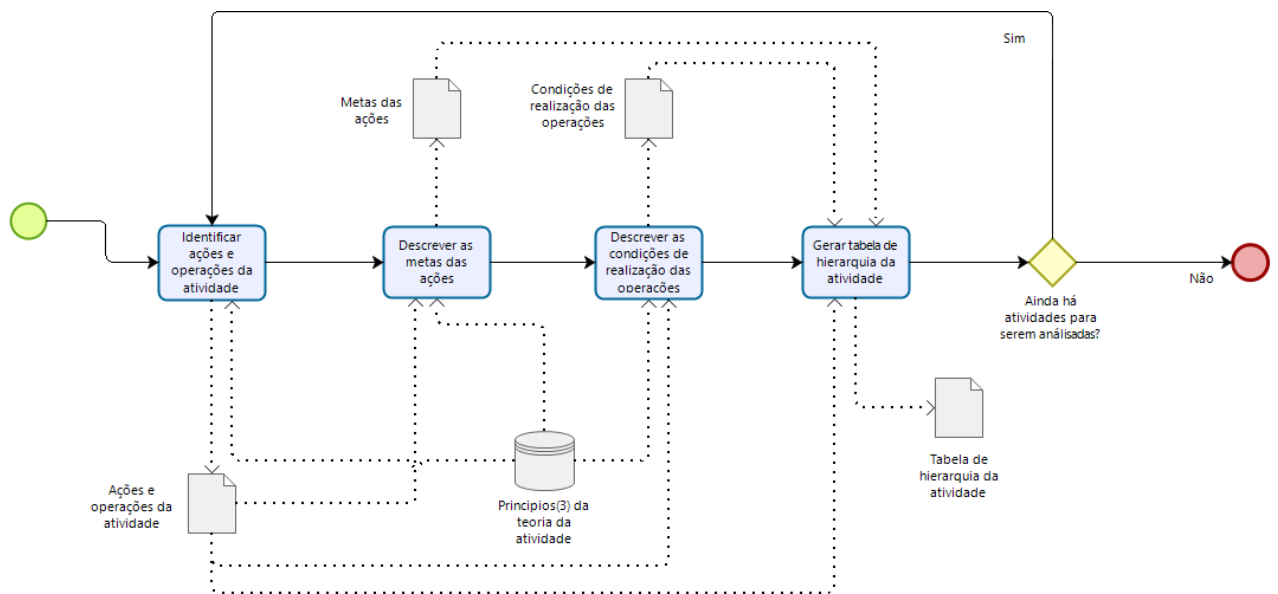 Sim
Metas das
ações
Condições de
realização das
operações
Identificar
ações e
operações da
atividade
Descrever as
metas das
ações
Descrever as
condições de
realização das
operações
Gerar tabela de
hierarquia da
atividade
Não
Ainda há
atividades para
serem análisadas?
Ações e
operações da
atividade
Principios(3) da
teoria da
atividade
Tabela de
hierarquia da
atividade